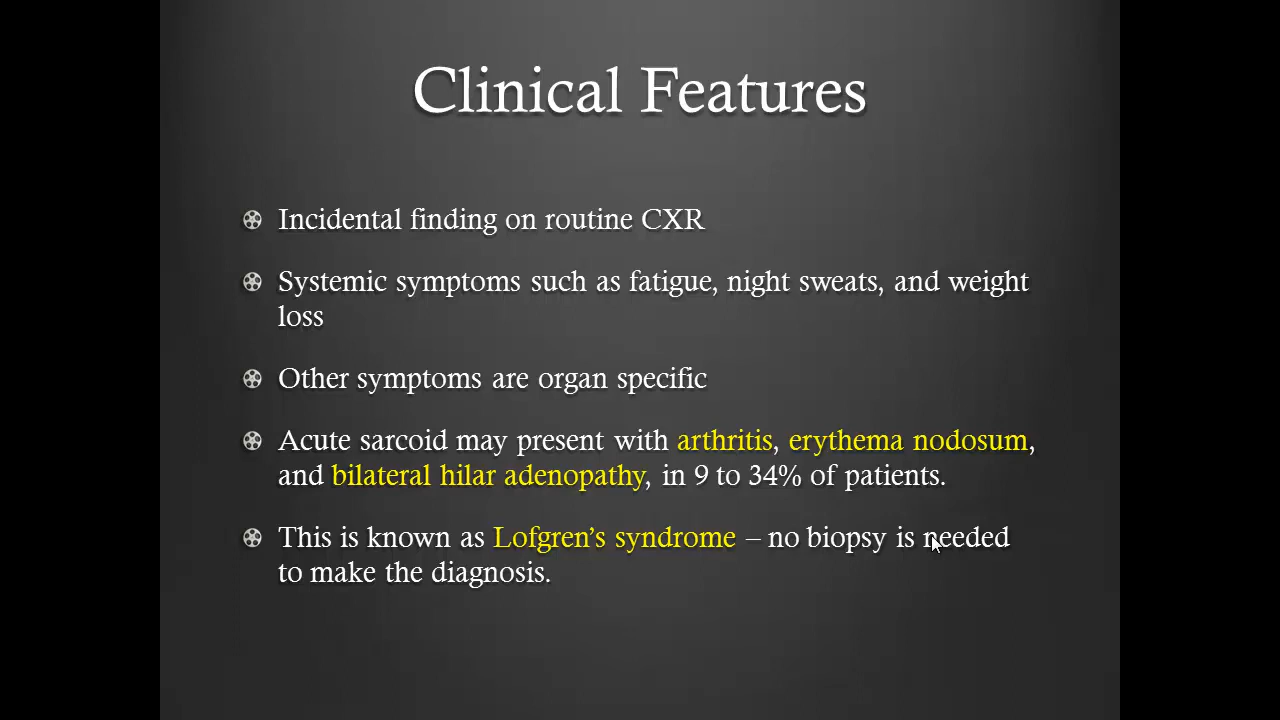 Clinical Features
Incidental finding on routine CXR
Systemic symptoms such as fatigue, night sweats, and weight
loss
Other symptoms are organ specific
Acute sarcoid may present with arthritis, erythema nodosum,
and bilateral hilar adenopathy, in 9 to 34% of patients.
This is known as Lofgren's syndrome – no biopsy is needed
to make the diagnosis.